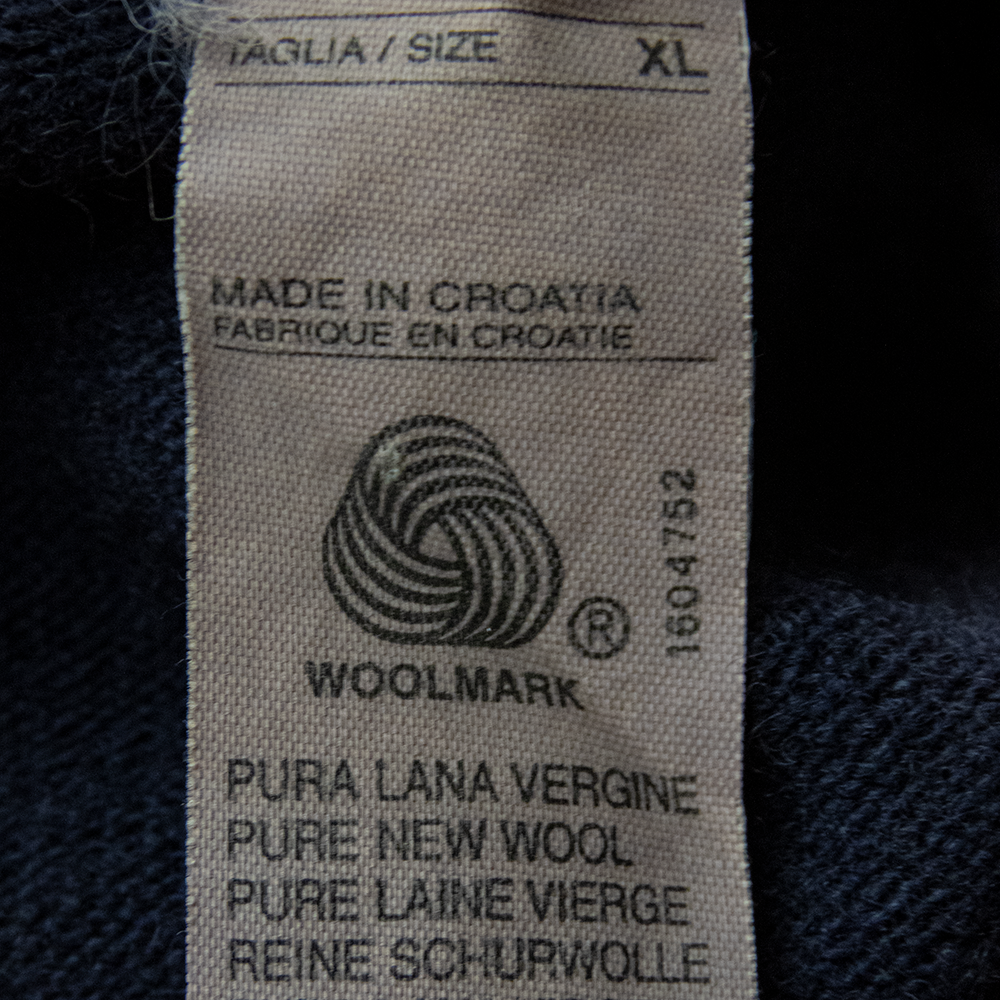 TAGLIA / SIZE XL
MADE IN CROATIA
FABRIQUE EN CROATIE
®
1604752
WOOLMARK
PURA LANA VERGINE
PURE NEW WOOL
PURE LAINE VIERGE
REINE SCHURWOLLE